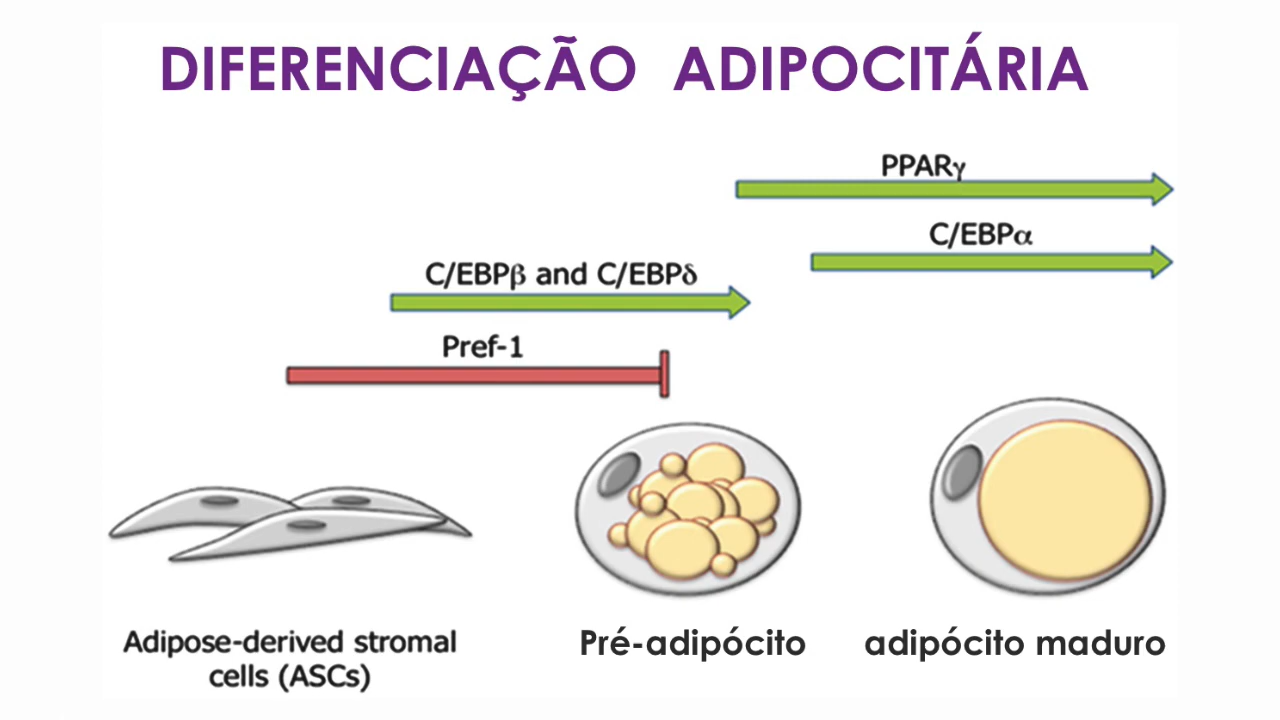 DIFERENCIAÇÃO ADIPOCITÁRIA
PPARγ
C/EBPα
C/EBPβ and C/EBPδ
Pref-1
Adipose-derived stromal
cells (ASCs)
Pré-adipócito
adipócito maduro